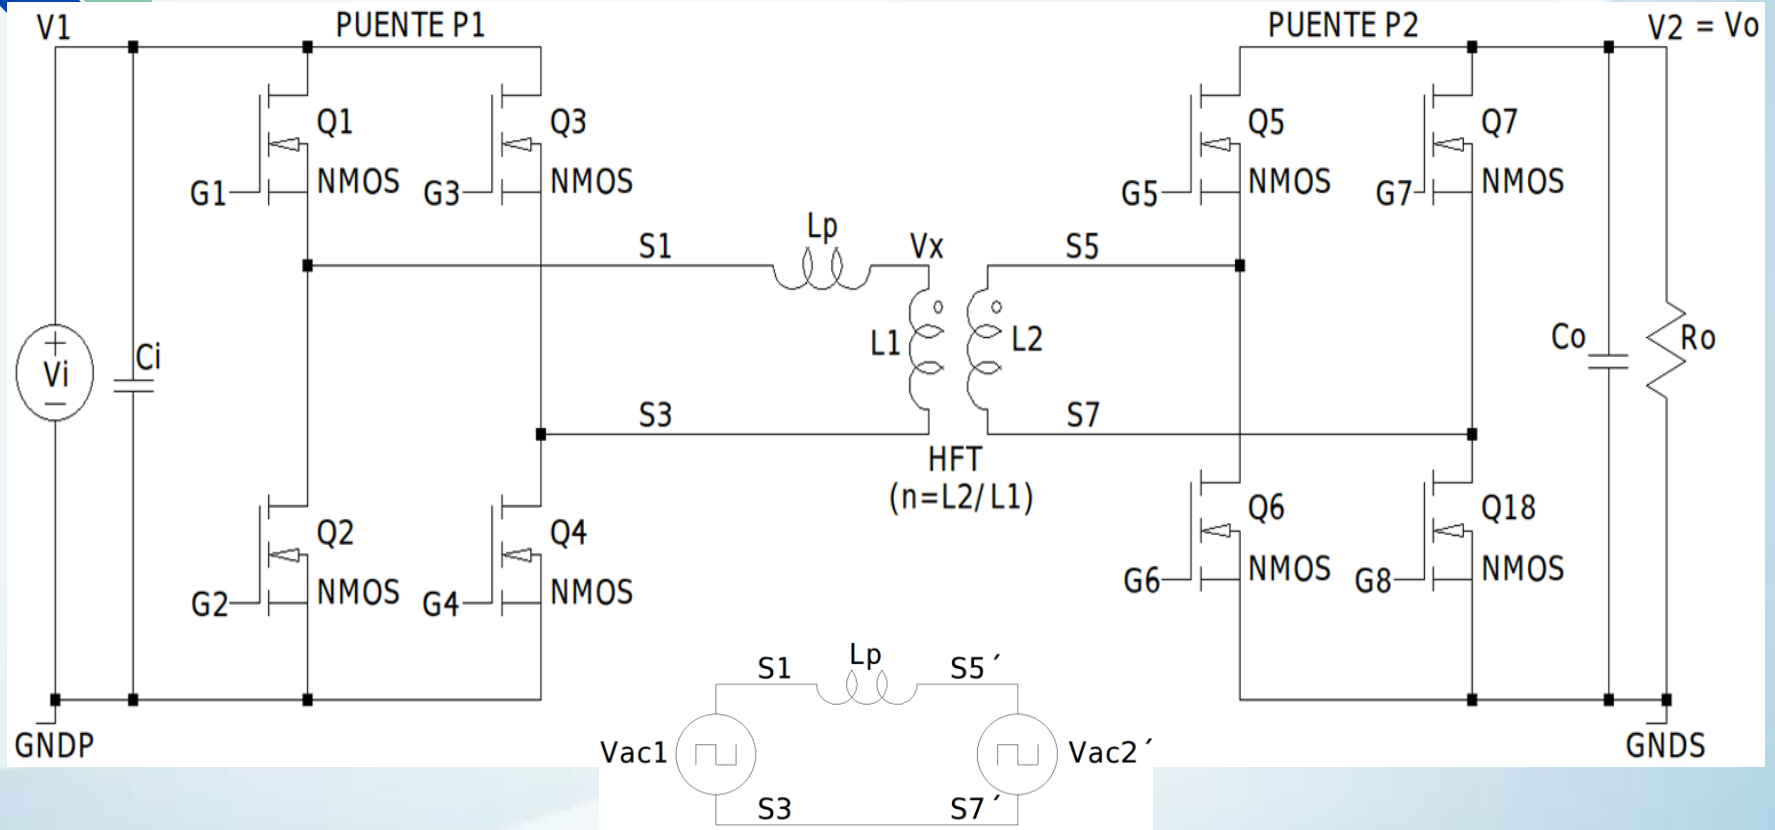 V1
PUENTE P1
PUENTE P2
V2 = Vo
Q1
Q3
Q5
Q7
G1
NMOS
G3
NMOS
G5
NMOS
G7
NMOS
S1
Lp
Vx
S5
L1
L2
Vi
Ci
Co
Ro
S3
S7
HFT
(n=L2/L1)
Q2
Q4
Q6
Q18
G2
NMOS
G4
NMOS
G6
NMOS
G8
NMOS
GNDP
GNDS
S1
Lp
S5´
Vac1
Vac2´
S3
S7´